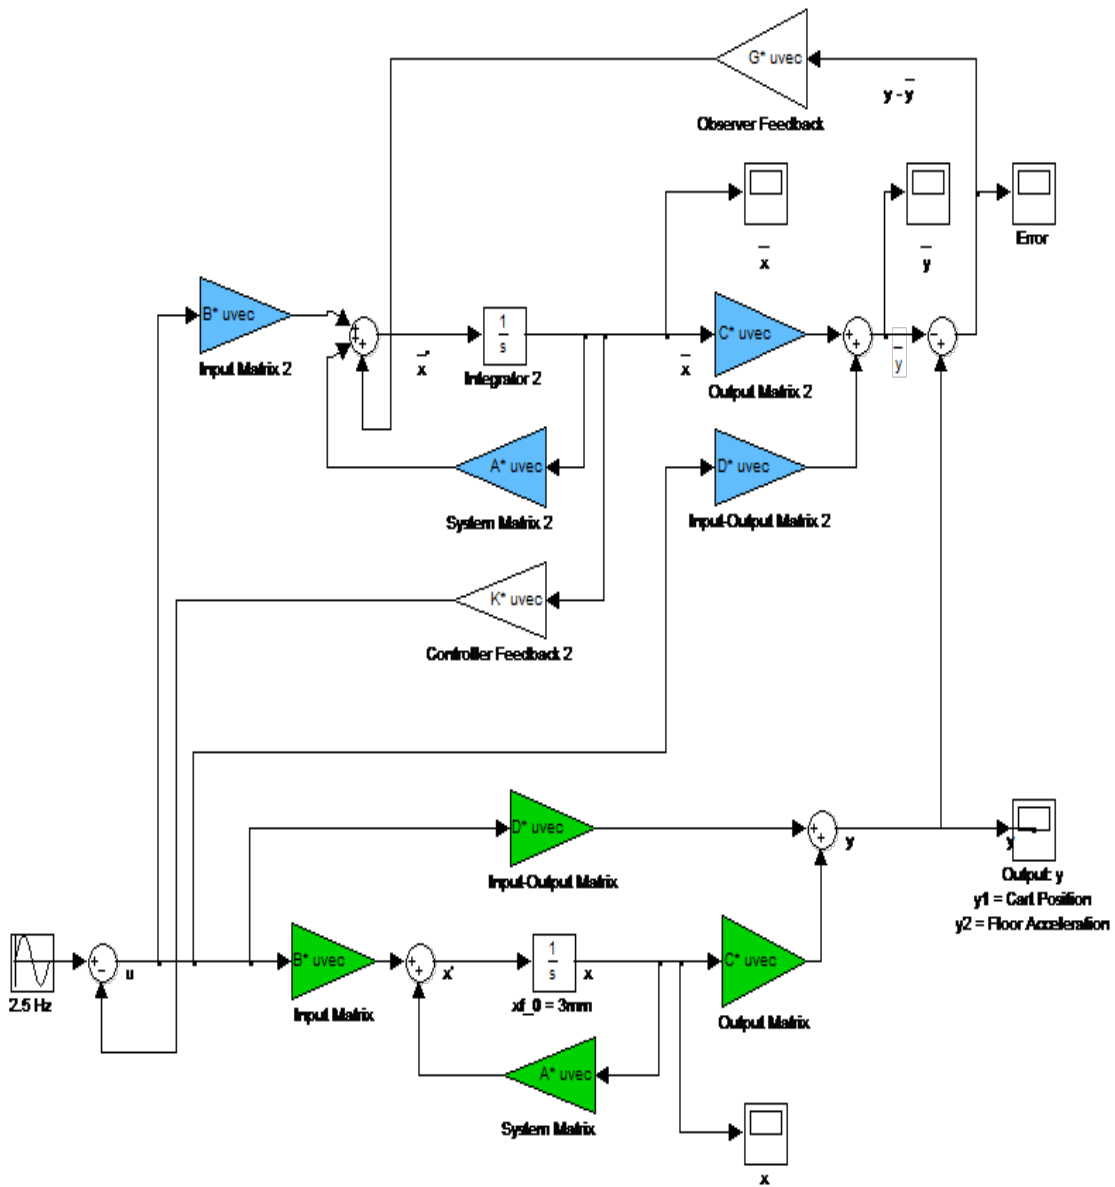 G* uvec
y - y̅
Observer Feedback
Error
x̅
y̅
B* uvec
1
s
C* uvec
x̅'
x̅
y̅
Input Matrix 2
Integrator 2
Output Matrix 2
A* uvec
D* uvec
System Matrix 2
Input-Output Matrix 2
K* uvec
Controller Feedback 2
D* uvec
y
y
Input-Output Matrix
Output: y
y1 = Cart Position
y2 = Floor Acceleration
B* uvec
1
s
C* uvec
u
x'
x
2.5 Hz
Input Matrix
xf_0 = 3mm
Output Matrix
A* uvec
System Matrix
x